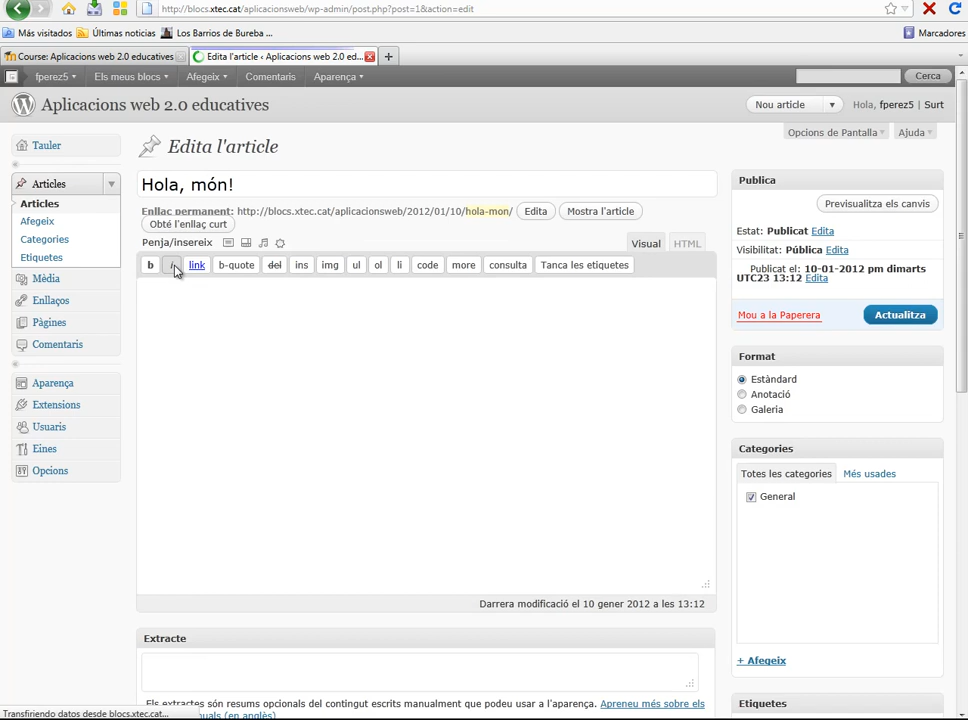 http://blocs.xtec.cat/aplicacionsweb/wp-admin/post.php?post=1&action=edit
Más visitados Últimas noticias Los Barrios de Bureba ... Marcadores
Course: Aplicacions web 2.0 educatives Edita l'article ‹ Aplicacions web 2.0 ed...
fperez5 Els meus blocs Afegeix Comentaris Aparença Cerca
Aplicacions web 2.0 educatives Nou article Hola, fperez5 | Surt
Opcions de Pantalla Ajuda
Tauler
Edita l'article
Articles
Articles
Afegeix
Categories
Etiquetes
Mèdia
Enllaços
Pàgines
Comentaris
Aparença
Extensions
Usuaris
Eines
Opcions
Hola, món!
Enllaç permanent: http://blocs.xtec.cat/aplicacionsweb/2012/01/10/hola-mon/ Edita Mostra l'article
Obté l'enllaç curt
Penja/insereix Visual HTML
b i link b-quote del ins img ul ol li code more consulta Tanca les etiquetes
Darrera modificació el 10 gener 2012 a les 13:12
Extracte
Els extractes són resums opcionals del contingut escrits manualment que podeu usar a l'aparença. Apreneu més sobre els
manuals (en anglès)
Publica
Previsualitza els canvis
Estat: Publicat Edita
Visibilitat: Pública Edita
Publicat el: 10-01-2012 pm dimarts
UTC23 13:12 Edita
Mou a la Paperera Actualitza
Format
Estàndard
Anotació
Galeria
Categories
Totes les categories Més usades
General
+ Afegeix
Etiquetes
Transfiriendo datos desde blocs.xtec.cat...